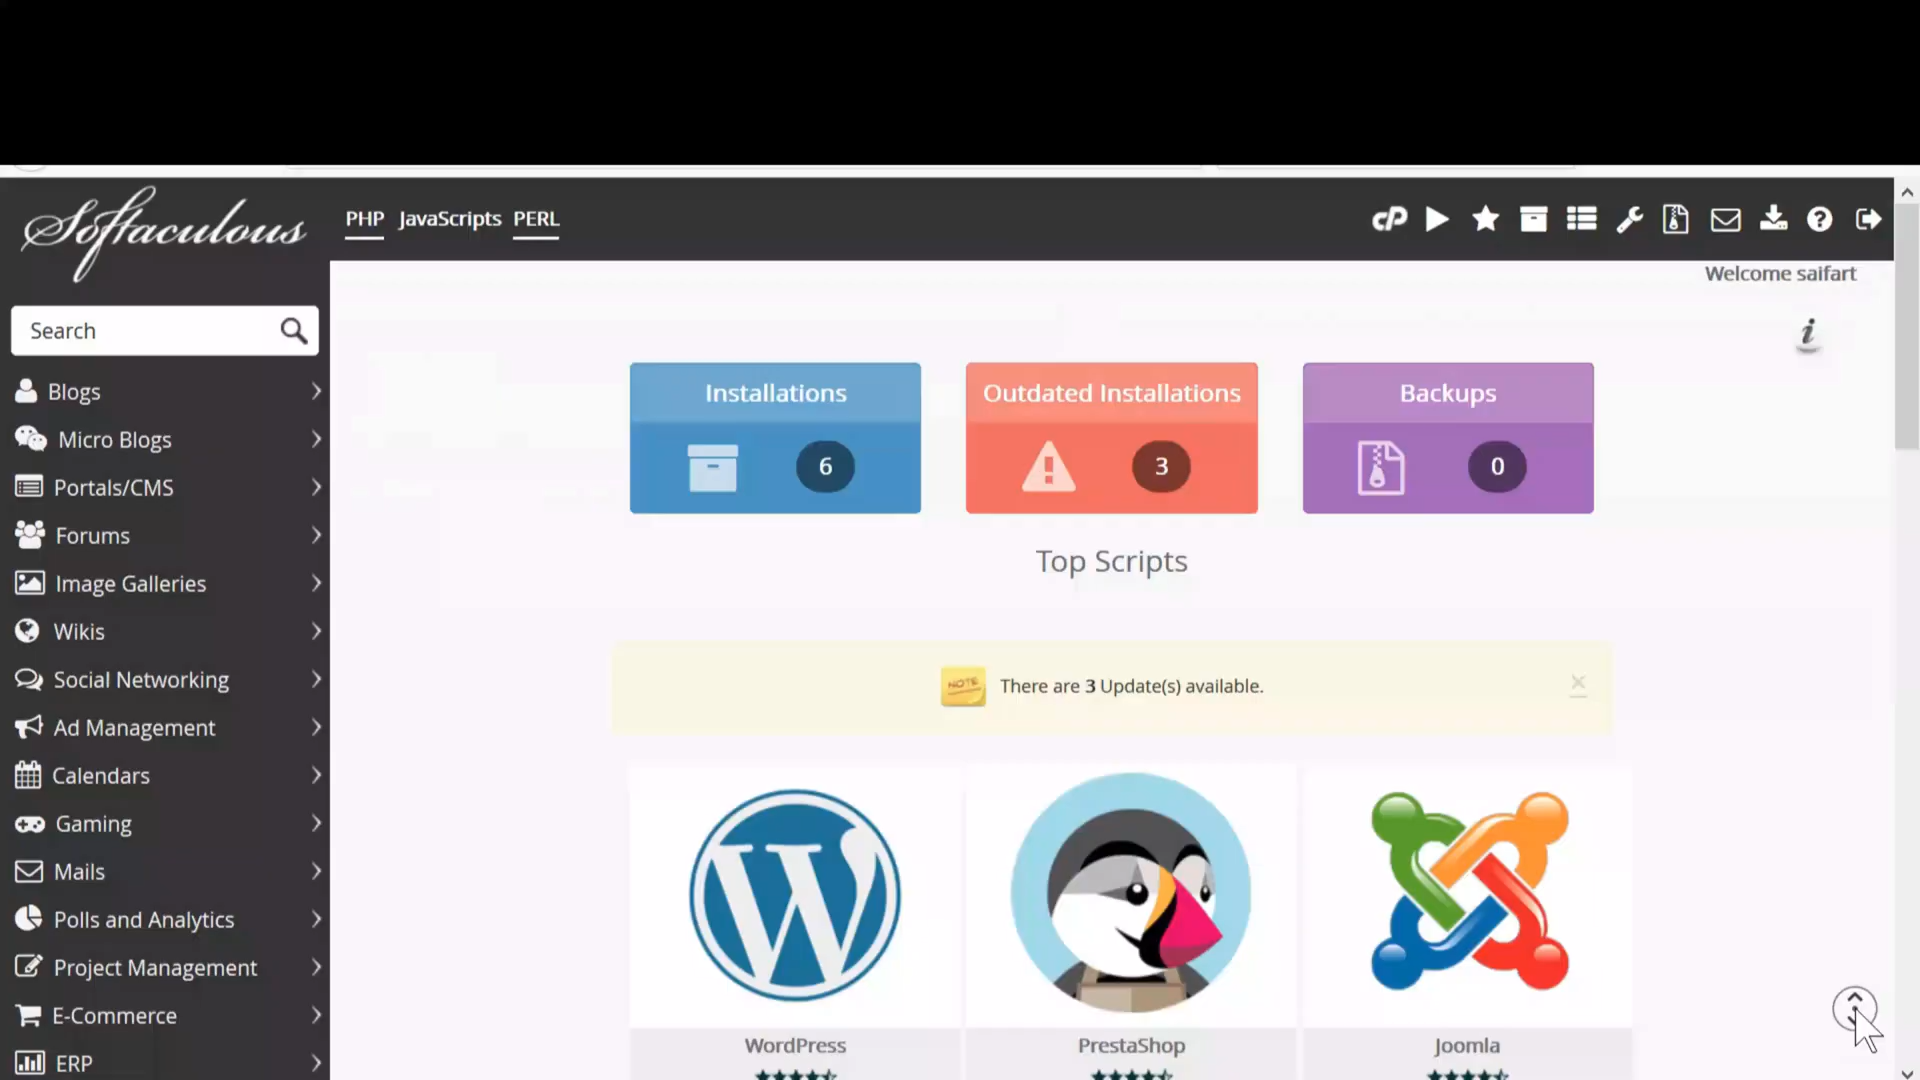 Softaculous
PHP JavaScripts PERL
cP
Welcome saifart
Search
i
Blogs
Micro Blogs
Portals/CMS
Forums
Image Galleries
Wikis
Social Networking
Ad Management
Calendars
Gaming
Mails
Polls and Analytics
Project Management
E-Commerce
ERP
Installations
6
Outdated Installations
3
Backups
0
Top Scripts
NOTE There are 3 Update(s) available.
WordPress
PrestaShop
Joomla